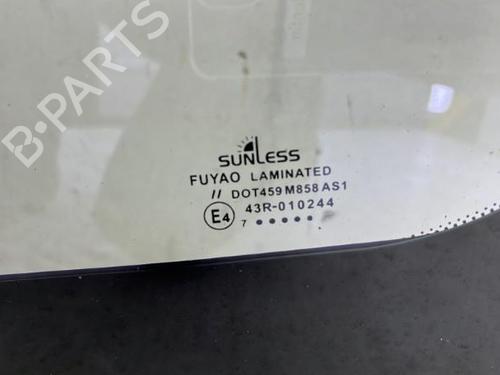 B-PARTS
SUNLESS
FUYAO LAMINATED
// DOT459 M858 AS1
E4 43R-010244
7 •••••